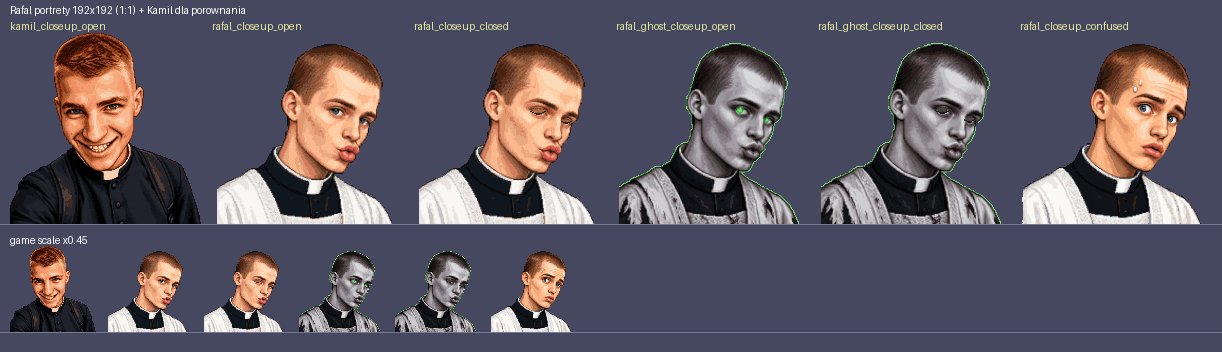 Rafal portrety 192x192 (1:1) + Kamil dla porownania
kamil_closeup_open
rafal_closeup_open
rafal_closeup_closed
rafal_ghost_closeup_open
rafal_ghost_closeup_closed
rafal_closeup_confused
game scale x0.45